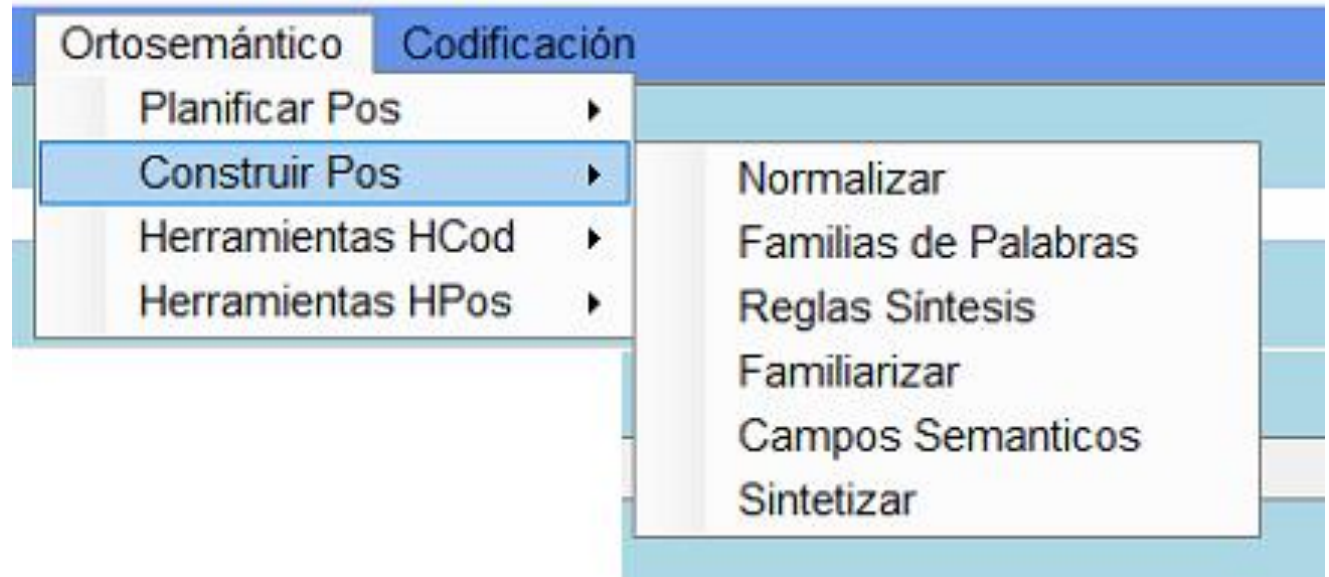 Ortosemántico Codificación
Planificar Pos
Construir Pos
Herramientas HCod
Herramientas HPos
Normalizar
Familias de Palabras
Reglas Síntesis
Familiarizar
Campos Semanticos
Sintetizar